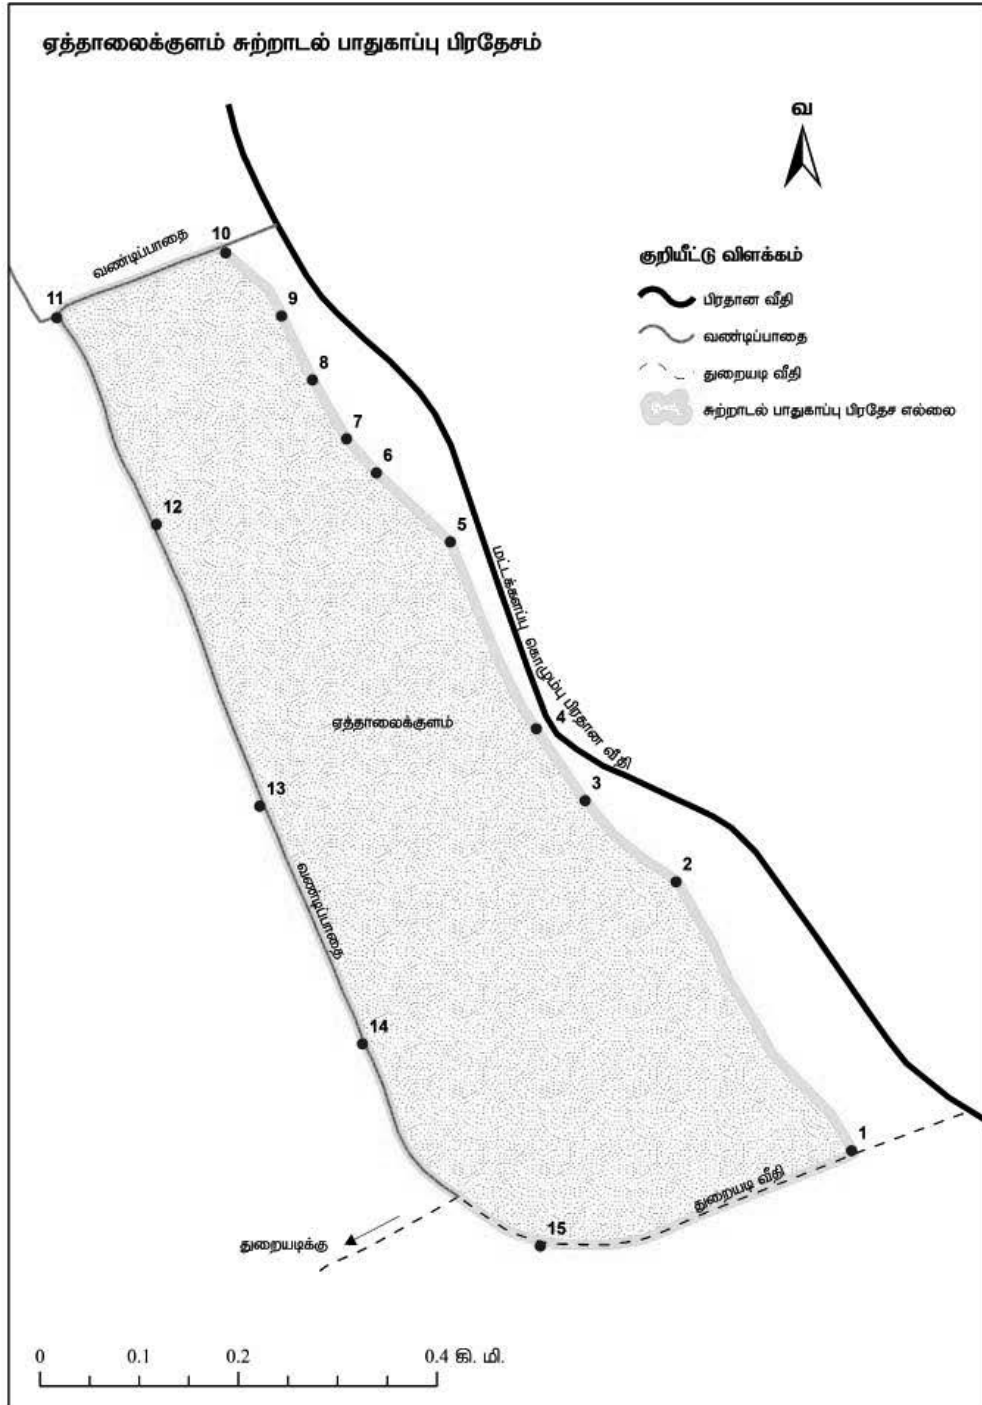 ஏத்தாலைக்குளம் சுற்றாடல் பாதுகாப்பு பிரதேசம்
வ
குறியீட்டு விளக்கம்
பிரதான வீதி
வண்டிப்பாதை
துறையடி வீதி
சுற்றாடல் பாதுகாப்பு பிரதேச எல்லை
வண்டிப்பாதை
10
11
9
8
7
6
5
12
மட்டக்களப்பு கொழும்பு பிரதான வீதி
ஏத்தாலைக்குளம்
4
3
13
2
வண்டிப்பாதை
14
1
துறையடி வீதி
15
துறையடிக்கு
0 0.1 0.2 0.4 கி. மி.